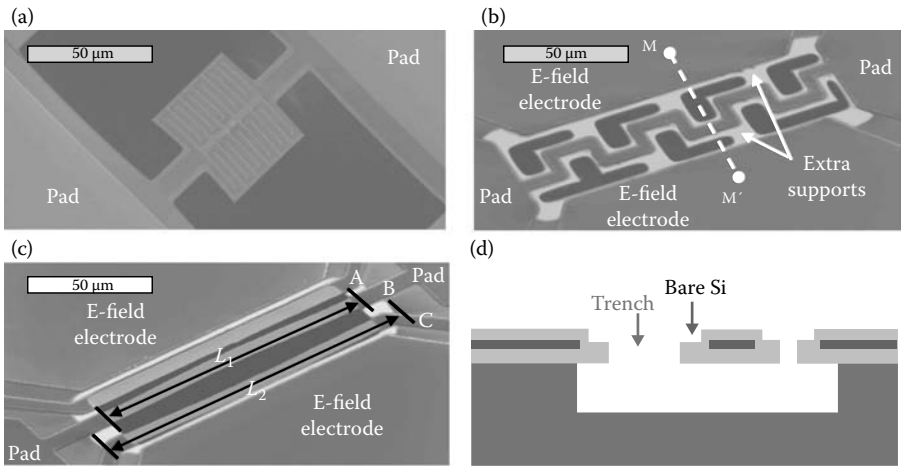 (a)
50 µm
Pad
Pad
(b)
50 µm
M
E-field
electrode
Pad
Extra
supports
Pad
E-field
electrode
M´
(c)
50 µm
A
Pad
B
E-field
electrode
C
L1
L2
E-field
electrode
Pad
(d)
Bare Si
Trench